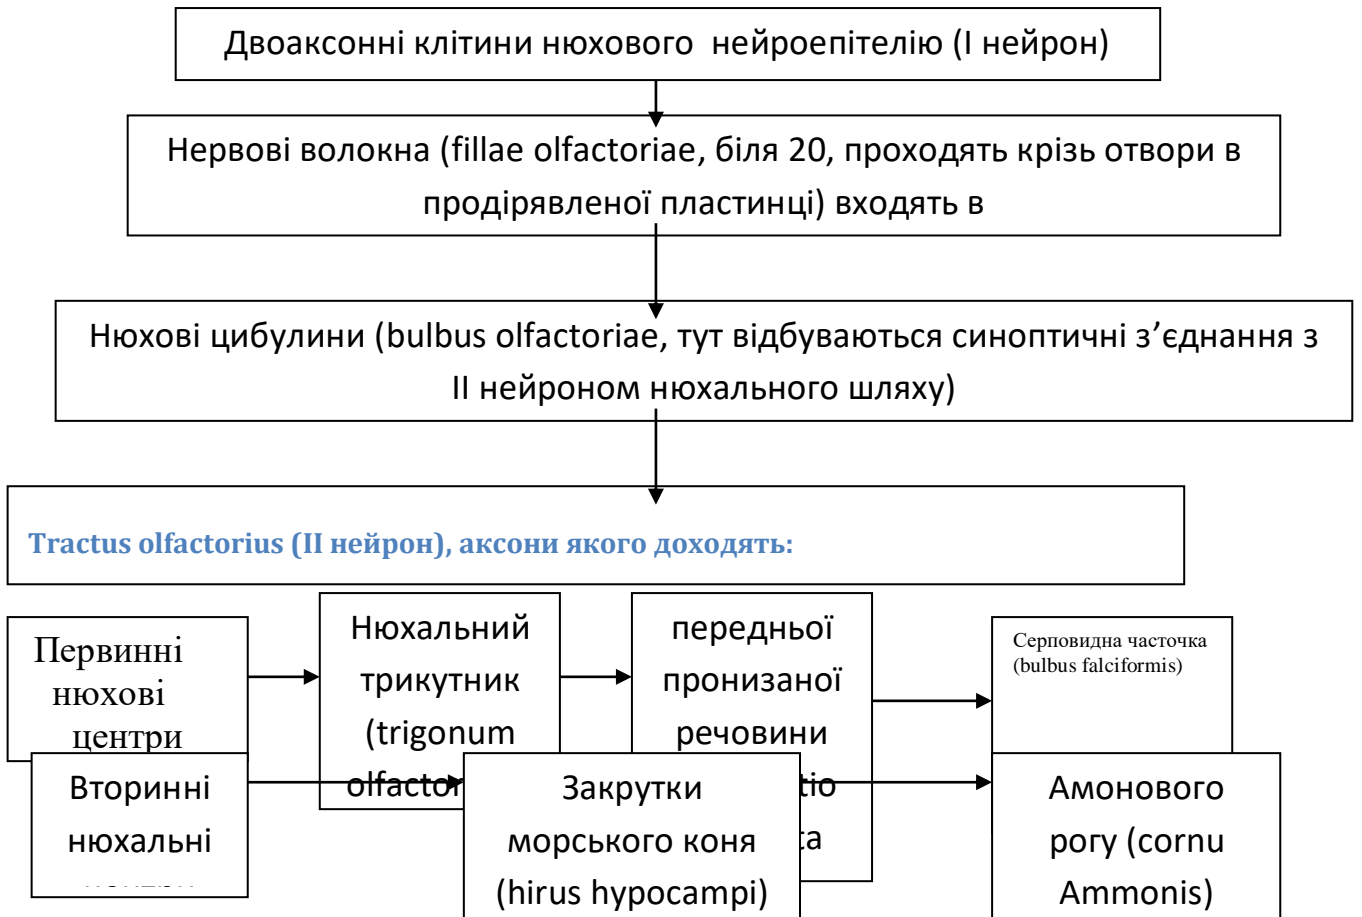 Двоаксонні клітини нюхового нейроепітелію (I нейрон)
Нервові волокна (fillae olfactoriae, біля 20, проходять крізь отвори в
продірявленої пластинці) входять в
Нюхові цибулини (bulbus olfactoriae, тут відбуваються синоптичні з’єднання з
II нейроном нюхального шляху)
Tractus olfactorius (II нейрон), аксони якого доходять:
Первинні
нюхові
центри
Нюхальний
трикутник
(trigonum
передньої
пронизаної
речовини
Серповидна часточка
(bulbus falciformis)
Вторинні
нюхальні
Закрутки
морського коня
(hirus hypocampi)
Амонового
рогу (cornu
Ammonis)